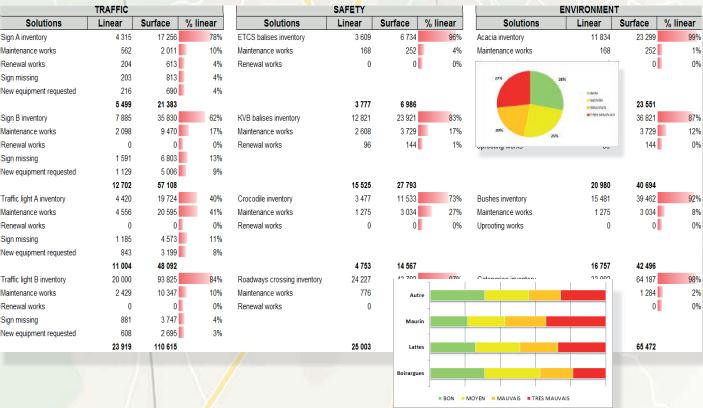 TRAFFIC SAFETY ENVIRONMENT
Solutions Linear Surface % linear Solutions Linear Surface % linear Solutions Linear Surface % linear
Sign A inventory 4 315 17 256 78% ETCS balises inventory 3 609 6 734 96% Acacia inventory 11 834 23 299 99%
Maintenance works 562 2 011 10% Maintenance works 168 252 4% Maintenance works 168 252 1%
Renewal works 204 613 4% Renewal works 0 0 0% 0 0%
Sign missing 203 813 4%
New equipment requested 216 690 4%
5 499 21 383 3 777 6 986 23 551
Sign B inventory 7 885 35 830 62% KVB balises inventory 12 821 23 921 83% 36 821 87%
Maintenance works 2 098 9 470 17% Maintenance works 2 608 3 729 17% 3 729 12%
Renewal works 0 0 0% Renewal works 96 144 1% 144 0%
Sign missing 1 591 6 803 13%
New equipment requested 1 129 5 006 9%
12 702 57 108 15 525 27 793 20 980 40 694
Traffic light A inventory 4 420 19 724 40% Crocodile inventory 3 477 11 533 73% Bushes inventory 15 481 39 462 92%
Maintenance works 4 556 20 595 41% Maintenance works 1 275 3 034 27% Maintenance works 1 275 3 034 8%
Renewal works 0 0 0% Renewal works 0 0 0% Uprooting works 0 0 0%
Sign missing 1 185 4 573 11%
New equipment requested 843 3 199 8%
11 004 48 092 4 753 14 567 16 757 42 496
Traffic light B inventory 20 000 93 825 84% Roadways crossing inventory 24 227 64 187 98%
Maintenance works 2 429 10 347 10% Maintenance works 776 1 284 2%
Renewal works 0 0 0% Renewal works 0 0 0%
Sign missing 881 3 747 4%
New equipment requested 608 2 695 3%
23 919 110 615 25 003 65 472
BON
MOYEN
MAUVAIS
TRES MAUVAIS
Autre
Maurin
Lattes
Boirargues
BON MOYEN MAUVAIS TRES MAUVAIS